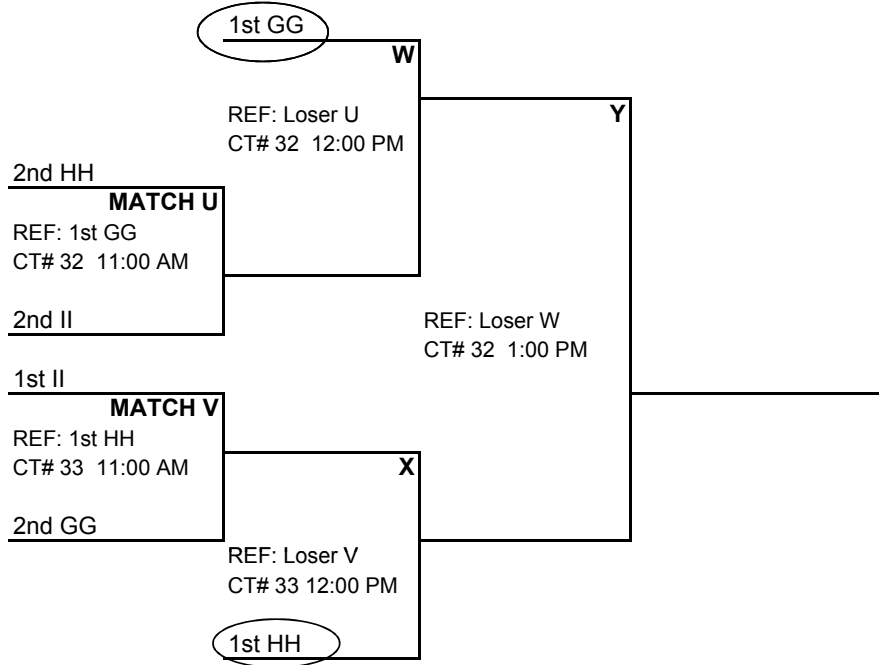 1st GG
W
REF: Loser U
CT# 32 12:00 PM
Y
2nd HH
MATCH U
REF: 1st GG
CT# 32 11:00 AM
2nd II
REF: Loser W
CT# 32 1:00 PM
1st II
MATCH V
REF: 1st HH
CT# 33 11:00 AM
X
2nd GG
REF: Loser V
CT# 33 12:00 PM
1st HH